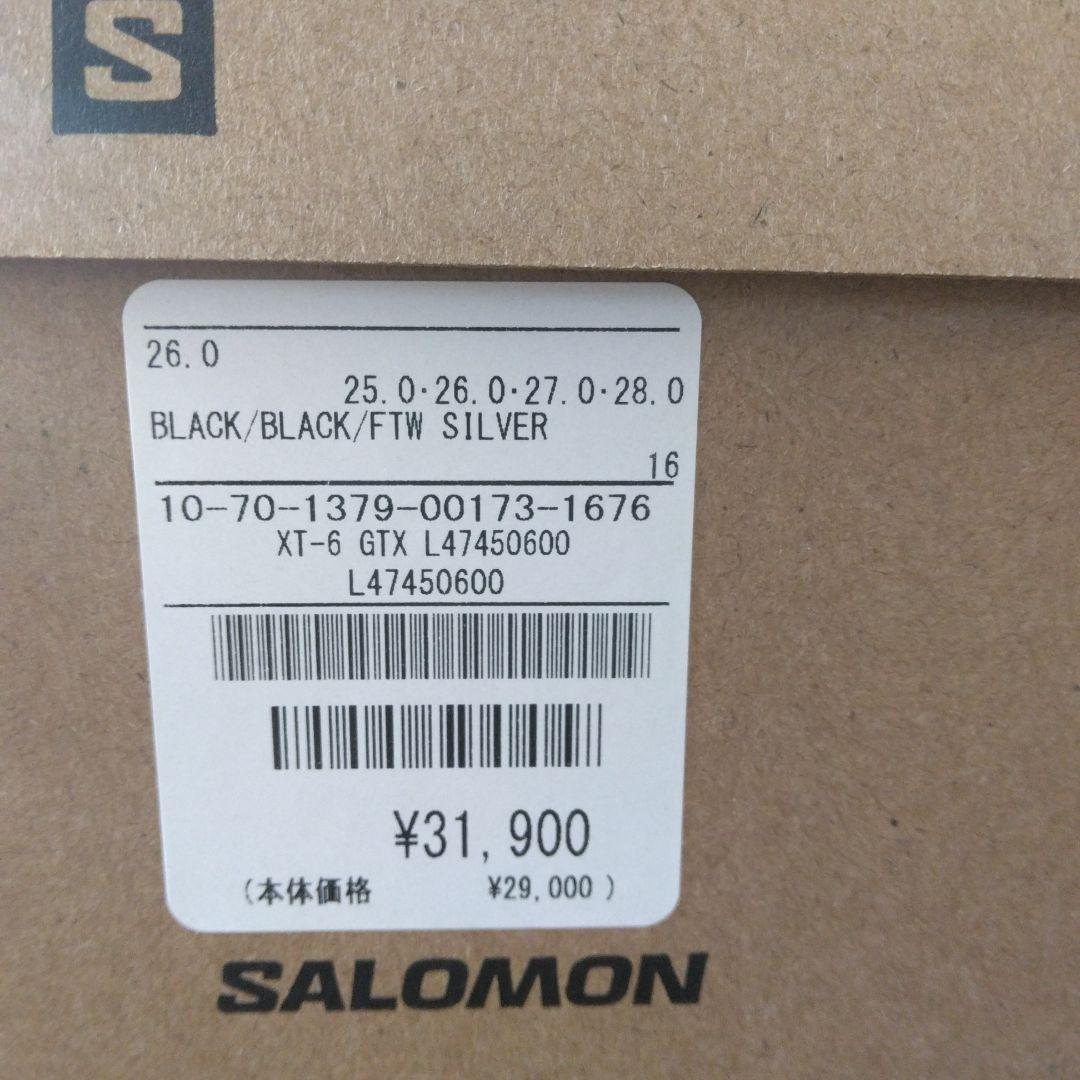 S
26.0
25.0·26.0·27.0·28.0
BLACK/BLACK/FTW SILVER
16
10-70-1379-00173-1676
XT-6 GTX L47450600
L47450600
¥31,900
(本体価格 ¥29,000 )
SALOMON